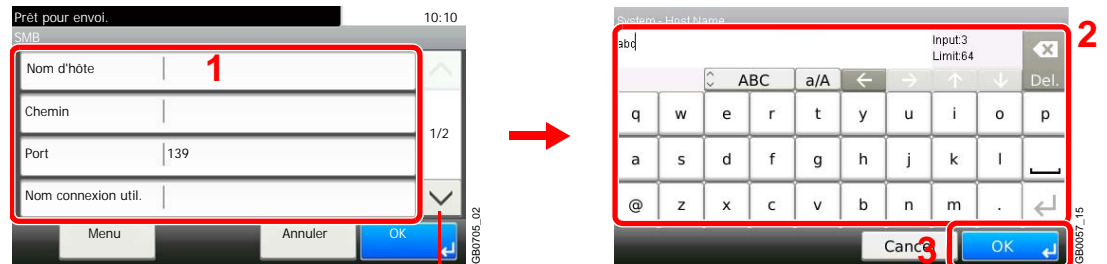 Prêt pour envoi. 10:10
SMB
1
Nom d'hôte
Chemin
1/2
Port 139
Nom connexion util.
Menu Annuler OK
GB0705_02
System - Host Name
2
abc
Input:3
Limit:64
ABC a/A Del.
q w e r t y u i o p
a s d f g h j k l
@ z x c v b n m .
Cancel OK
3
GB0057_15